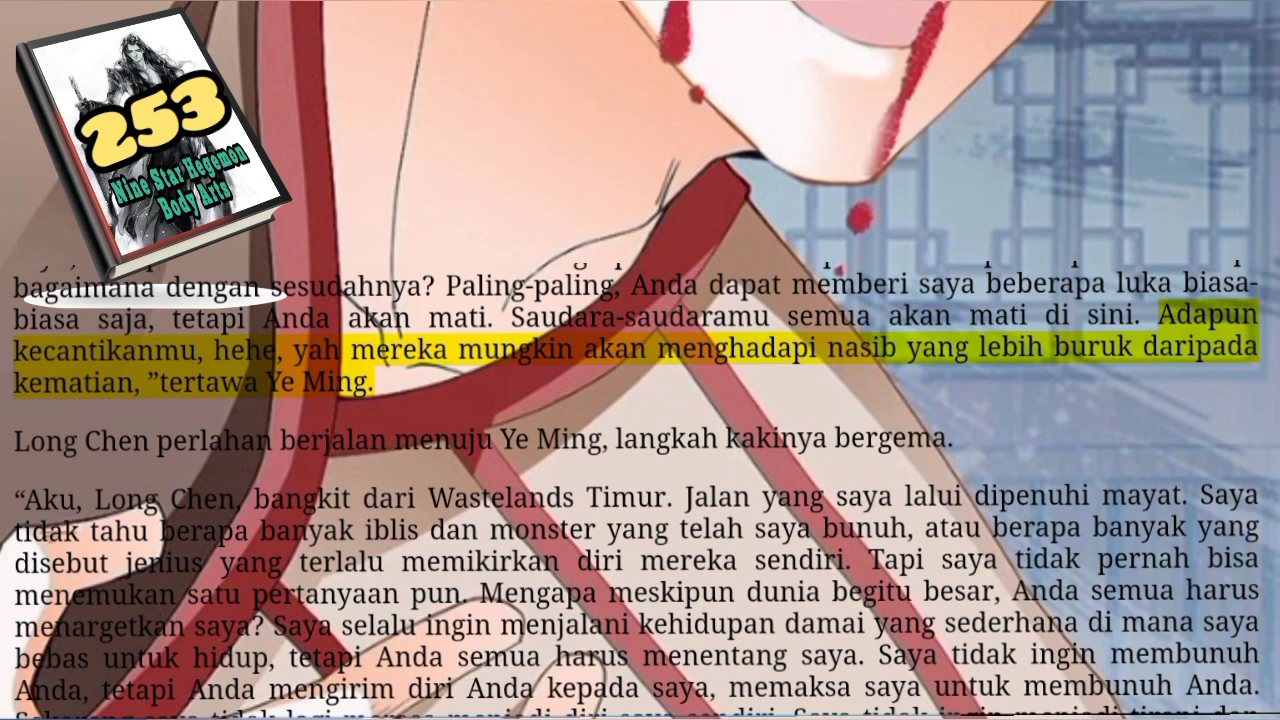 253
Nine Star Hegemon
Body Arts
bagaimana dengan sesudahnya? Paling-paling, Anda dapat memberi saya beberapa luka biasa-
biasa saja, tetapi Anda akan mati. Saudara-saudaramu semua akan mati di sini. Adapun
kecantikanmu, hehe, yah mereka mungkin akan menghadapi nasib yang lebih buruk daripada
kematian, ”tertawa Ye Ming.
Long Chen perlahan berjalan menuju Ye Ming, langkah kakinya bergema.
“Aku, Long Chen, bangkit dari Wastelands Timur. Jalan yang saya lalui dipenuhi mayat. Saya
tidak tahu berapa banyak iblis dan monster yang telah saya bunuh, atau berapa banyak yang
disebut jenius yang terlalu memikirkan diri mereka sendiri. Tapi saya tidak pernah bisa
menemukan satu pertanyaan pun. Mengapa meskipun dunia begitu besar, Anda semua harus
menargetkan saya? Saya selalu ingin menjalani kehidupan damai yang sederhana di mana saya
bebas untuk hidup, tetapi Anda semua harus menentang saya. Saya tidak ingin membunuh
Anda, tetapi Anda mengirim diri Anda kepada saya, memaksa saya untuk membunuh Anda.